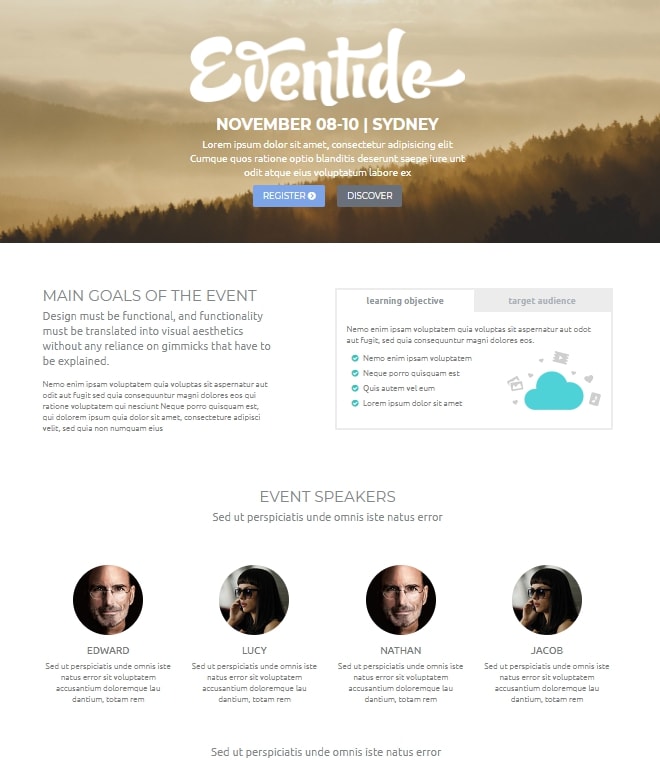 Eventide
NOVEMBER 08-10 | SYDNEY
Lorem ipsum dolor sit amet, consectetur adipisicing elit
Cumque quos ratione optio blanditis deserunt saepe iure unt
odit atque eius voluptatum labore ex
REGISTER
DISCOVER
MAIN GOALS OF THE EVENT
Design must be functional, and functionality
must be translated into visual aesthetics
without any reliance on gimmicks that have to
be explained.
Nemo enim ipsam voluptatem quia voluptas sit aspernatur aut
odit aut fugit sed quia consequuntur magni dolores eos qui
ratione voluptatem qui nesciunt Neque porro quisquam est,
qui dolorem ipsum quia dolor sit amet, consectetur adipisci
velit, sed quia non numquam eius
learning objective
target audience
Nemo enim ipsam voluptatem quia voluptas sit aspernatur aut odot
aut fugit, sed quia consequuntur magni dolores eos.
Nemo enim ipsam voluptatem
Neque porro quisquam est
Quis autem vel eum
Lorem ipsum dolor sit amet
EVENT SPEAKERS
Sed ut perspiciatis unde omnis iste natus error
EDWARD
Sed ut perspiciatis unde omnis iste
natus error sit voluptatem
accusantium doloremque lau
dantium, totam rem
LUCY
Sed ut perspiciatis unde omnis iste
natus error sit voluptatem
accusantium doloremque lau
dantium, totam rem
NATHAN
Sed ut perspiciatis unde omnis iste
natus error sit voluptatem
accusantium doloremque lau
dantium, totam rem
JACOB
Sed ut perspiciatis unde omnis iste
natus error sit voluptatem
accusantium doloremque lau
dantium, totam rem
Sed ut perspiciatis unde omnis iste natus error